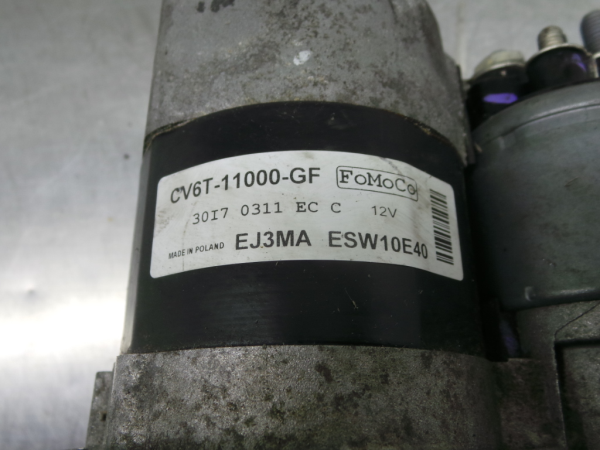 CV6T-11000-GF FoMoCo
30I7 0311 EC C 12V
MADE IN POLAND EJ3MA ESW10E40